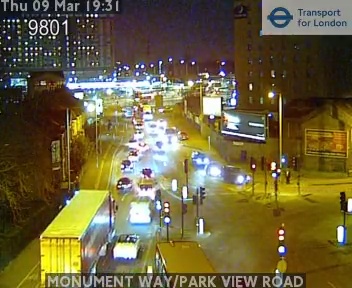 Thu 09 Mar 19:31
9801
Transport
for London
MONUMENT WAY/PARK VIEW ROAD